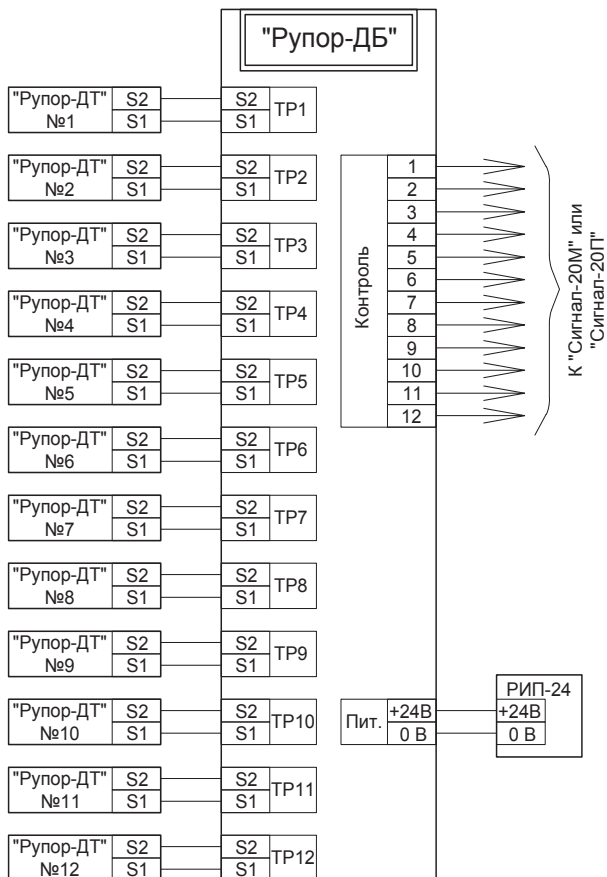 "Рупор-ДБ"
"Рупор-ДТ" S2 S2 ТР1
№1 S1 S1
"Рупор-ДТ" S2 S2 ТР2
№2 S1 S1
"Рупор-ДТ" S2 S2 ТР3
№3 S1 S1
"Рупор-ДТ" S2 S2 ТР4
№4 S1 S1
"Рупор-ДТ" S2 S2 ТР5
№5 S1 S1
"Рупор-ДТ" S2 S2 ТР6
№6 S1 S1
"Рупор-ДТ" S2 S2 ТР7
№7 S1 S1
"Рупор-ДТ" S2 S2 ТР8
№8 S1 S1
"Рупор-ДТ" S2 S2 ТР9
№9 S1 S1
"Рупор-ДТ" S2 S2 ТР10
№10 S1 S1
"Рупор-ДТ" S2 S2 ТР11
№11 S1 S1
"Рупор-ДТ" S2 S2 ТР12
№12 S1 S1
Контроль
1
2
3
4
5
6
7
8
9
10
11
12
К "Сигнал-20М" или
"Сигнал-20П"
Пит.
+24В
0 В
РИП-24
+24В
0 В